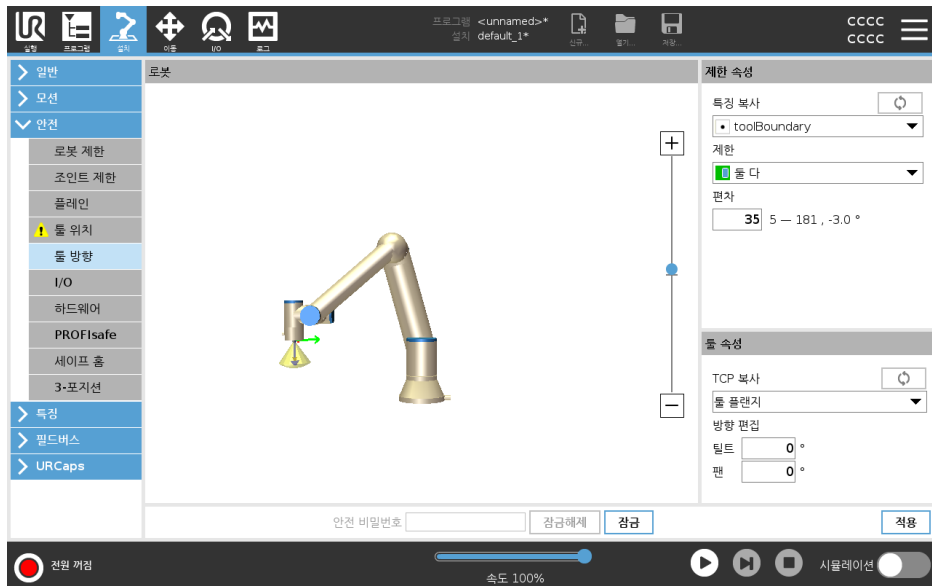 UR
실행
프로그램
설치
이동
I/O
로그
프로그램 <unnamed>*
설치 default_1*
신규...
열기...
저장...
cccc
cccc
일반
모션
안전
로봇 제한
조인트 제한
플레인
툴 위치
툴 방향
I/O
하드웨어
PROFIsafe
세이프 홈
3-포지션
특징
필드버스
URCaps
로봇
제한 속성
특징 복사
toolBoundary
제한
둘 다
편차
35 5 — 181 , -3.0 °
툴 속성
TCP 복사
툴 플랜지
방향 편집
틸트 0 °
팬 0 °
안전 비밀번호
잠금해제
잠금
적용
전원 꺼짐
속도 100%
시뮬레이션